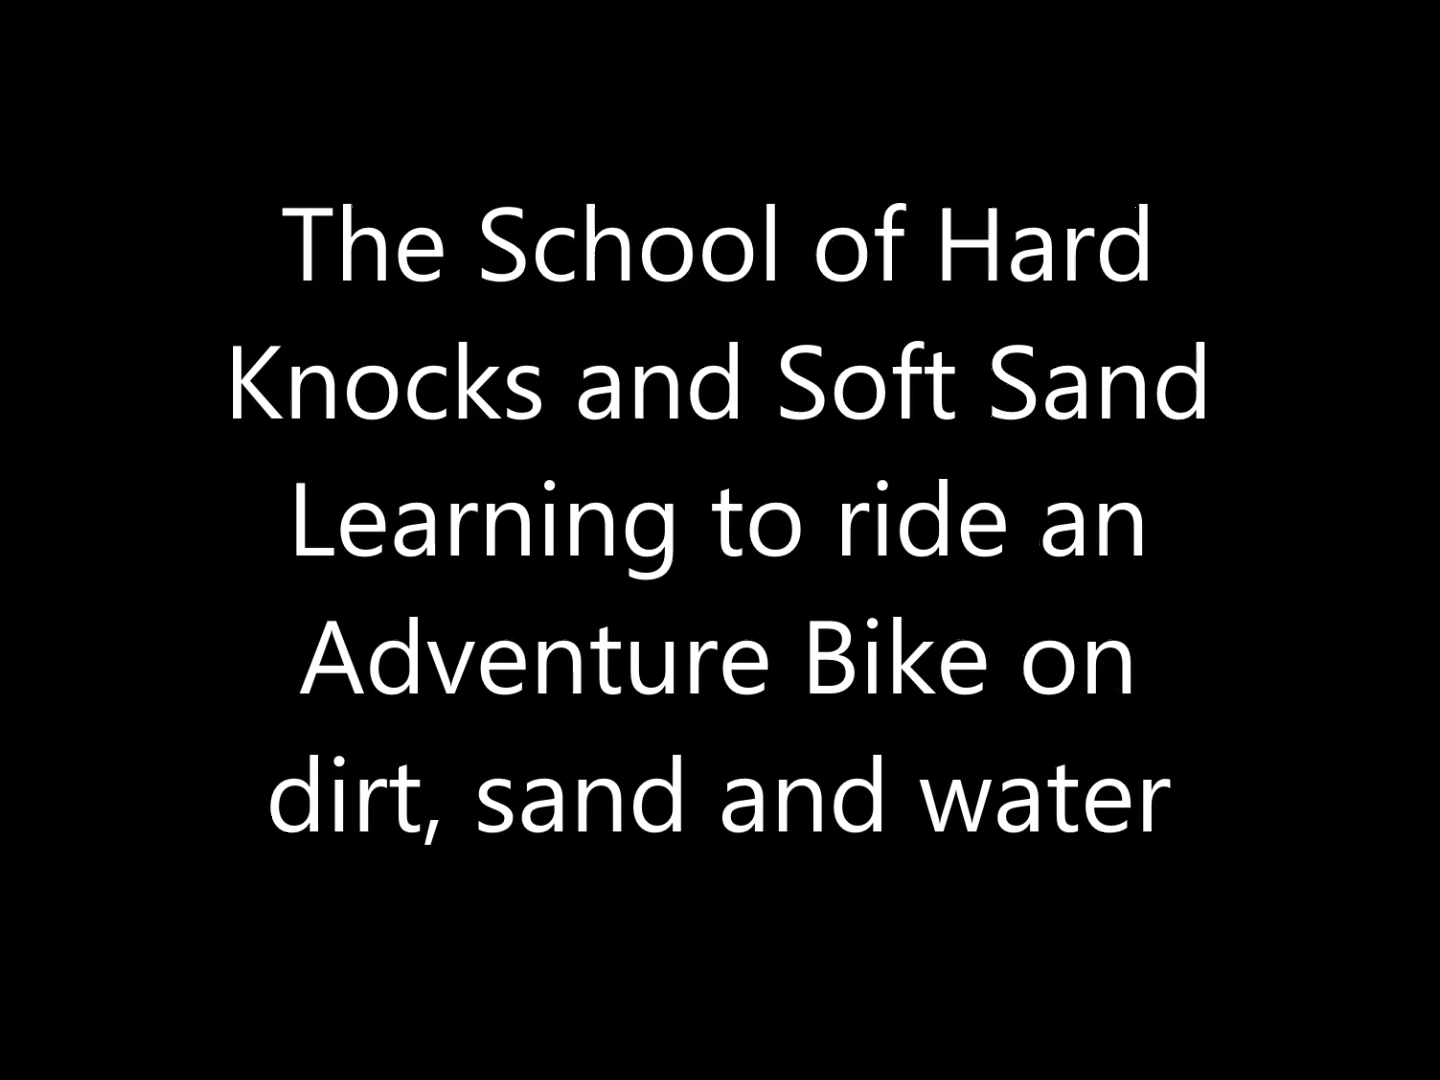 The School of Hard
Knocks and Soft Sand
Learning to ride an
Adventure Bike on
dirt, sand and water